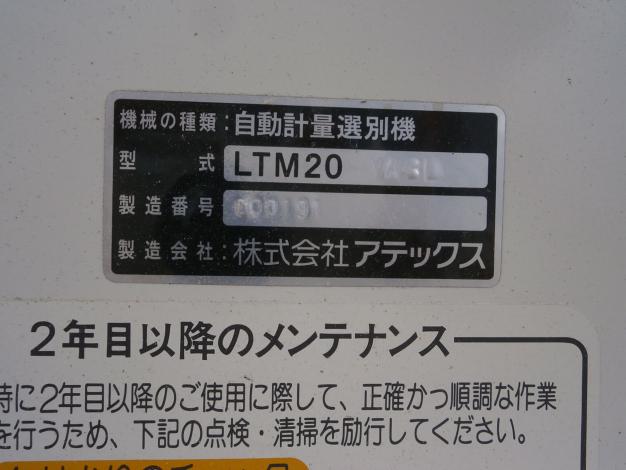 機械の種類:自動計量選別機
型 式 LTM20
製造番号 000191
製造会社:株式会社アテックス
2年目以降のメンテナンス
特に2年目以降のご使用に際して、正確かつ順調な作業
を行うため、下記の点検・清掃を励行してください。